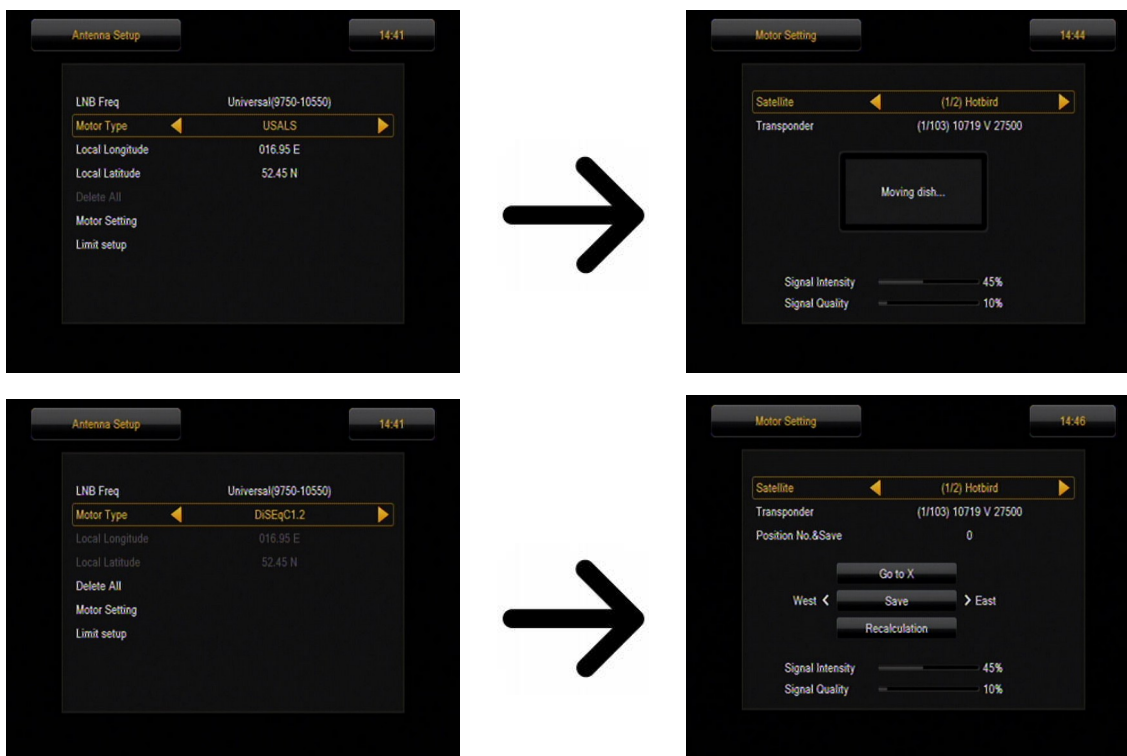 Antenna Setup 14:41
LNB Freq Universal(9750-10550)
Motor Type USALS
Local Longitude 016.95 E
Local Latitude 52.45 N
Delete All
Motor Setting
Limit setup
Motor Setting 14:44
Satellite (1/2) Hotbird
Transponder (1/103) 10719 V 27500
Moving dish...
Signal Intensity 45%
Signal Quality 10%
Antenna Setup 14:41
LNB Freq Universal(9750-10550)
Motor Type DiSEqC1.2
Local Longitude 016.95 E
Local Latitude 52.45 N
Delete All
Motor Setting
Limit setup
Motor Setting 14:46
Satellite (1/2) Hotbird
Transponder (1/103) 10719 V 27500
Position No.&Save 0
Go to X
West < Save > East
Recalculation
Signal Intensity 45%
Signal Quality 10%